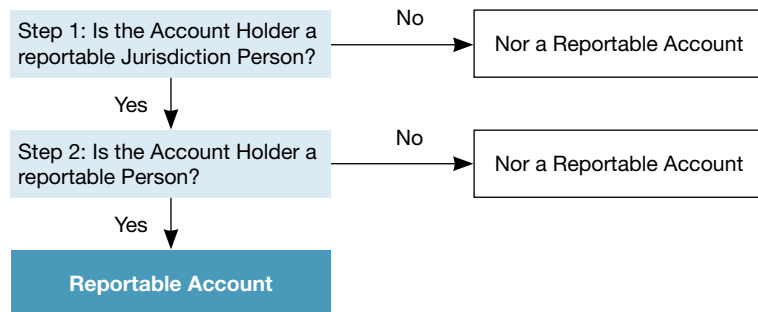 Step 1: Is the Account Holder a
reportable Jurisdiction Person?
No
Nor a Reportable Account
Yes
Step 2: Is the Account Holder a
reportable Person?
No
Nor a Reportable Account
Yes
Reportable Account